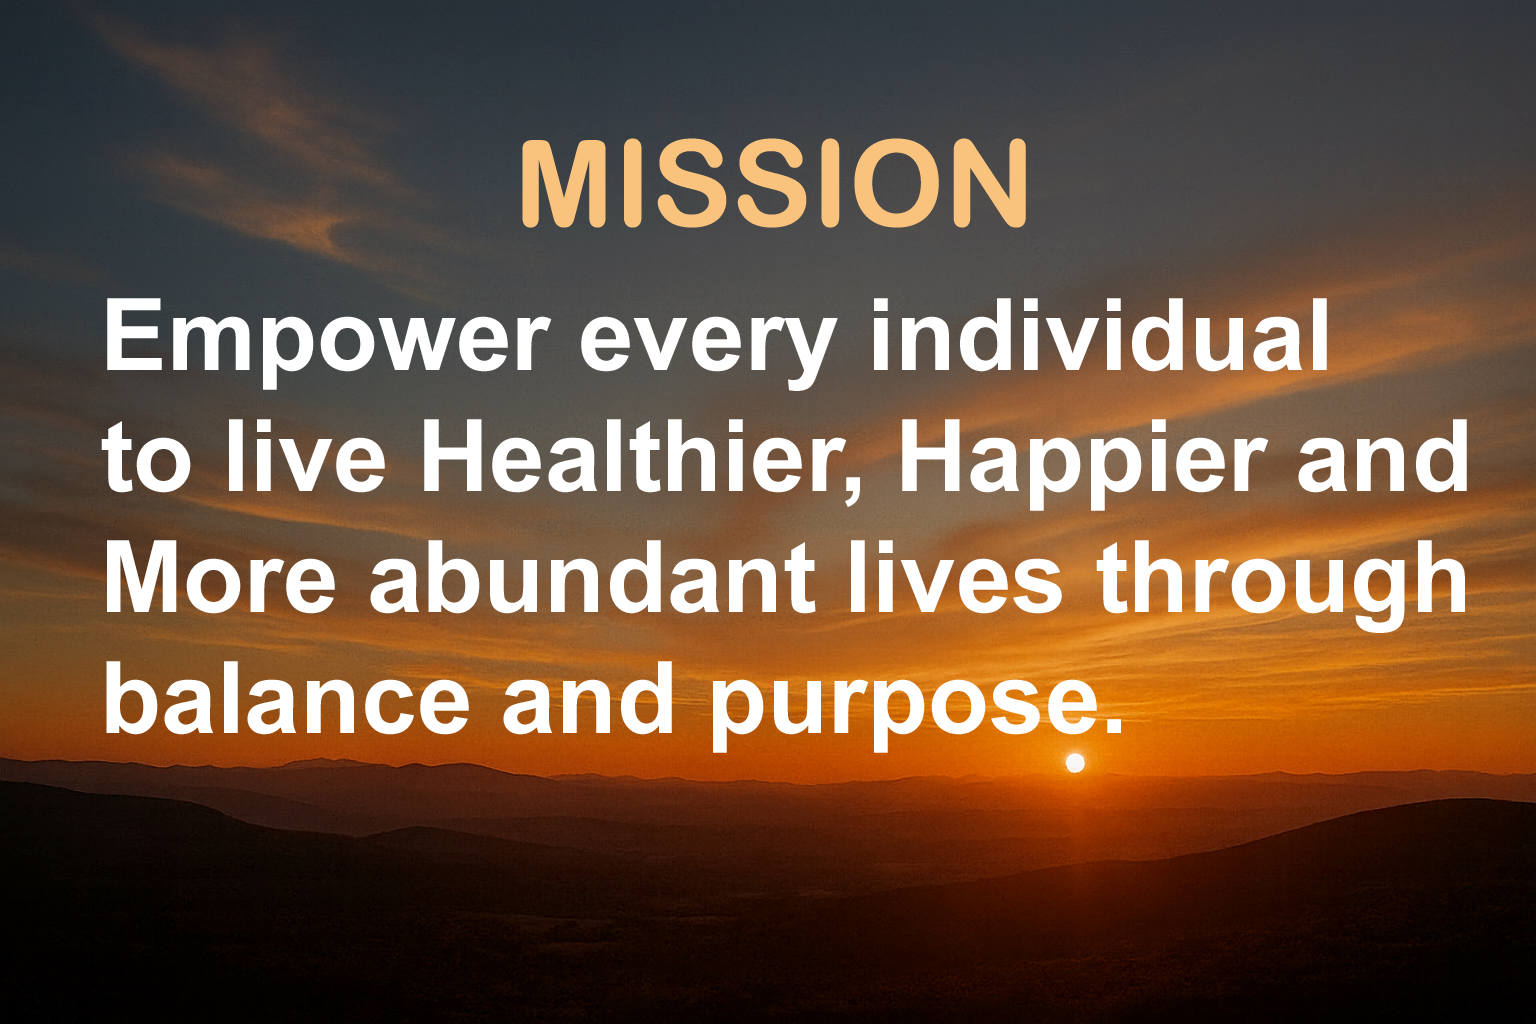 MISSION
Empower every individual
to live Healthier, Happier and
More abundant lives through
balance and purpose.